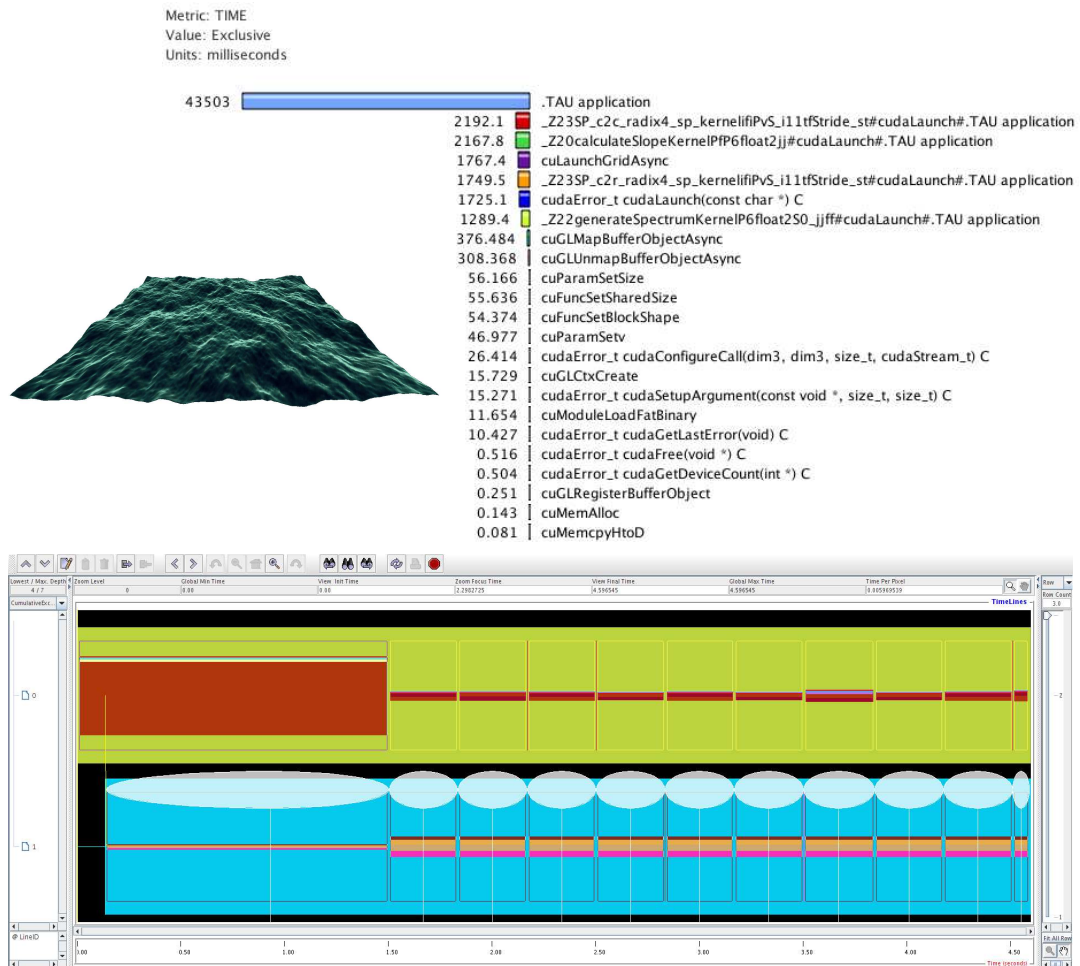 Metric: TIME
Value: Exclusive
Units: milliseconds
43503 .TAU application
2192.1 _Z23SP_c2c_radix4_sp_kernelifiPvS_i11tfStride_st#cudaLaunch#.TAU application
2167.8 _Z20calculateSlopeKernelPfP6float2jj#cudaLaunch#.TAU application
1767.4 cuLaunchGridAsync
1749.5 _Z23SP_c2r_radix4_sp_kernelifiPvS_i11tfStride_st#cudaLaunch#.TAU application
1725.1 cudaError_t cudaLaunch(const char *) C
1289.4 _Z22generateSpectrumKernelP6float2S0_jjff#cudaLaunch#.TAU application
376.484 cuGLMapBufferObjectAsync
308.368 cuGLUnmapBufferObjectAsync
56.166 cuParamSetSize
55.636 cuFuncSetSharedSize
54.374 cuFuncSetBlockShape
46.977 cuParamSetv
26.414 cudaError_t cudaConfigureCall(dim3, dim3, size_t, cudaStream_t) C
15.729 cuGLCtxCreate
15.271 cudaError_t cudaSetupArgument(const void *, size_t, size_t) C
11.654 cuModuleLoadFatBinary
10.427 cudaError_t cudaGetLastError(void) C
0.516 cudaError_t cudaFree(void *) C
0.504 cudaError_t cudaGetDeviceCount(int *) C
0.251 cuGLRegisterBufferObject
0.143 cuMemAlloc
0.081 cuMemcpyHtoD
Lowest / Max. Depth Zoom Level Global Min Time View Init Time Zoom Focus Time View Final Time Global Max Time Time Per Pixel Row
4 / 7 0 0.00 0.00 2.2982725 4.596545 4.596545 Row Count
CumulativeExc... TimeLines 3.0
0
2
1
1
@ LineID Fit All Row
0.50 1.00 1.50 2.00 2.50 3.00 3.50 4.00 4.50
Time (seconds)